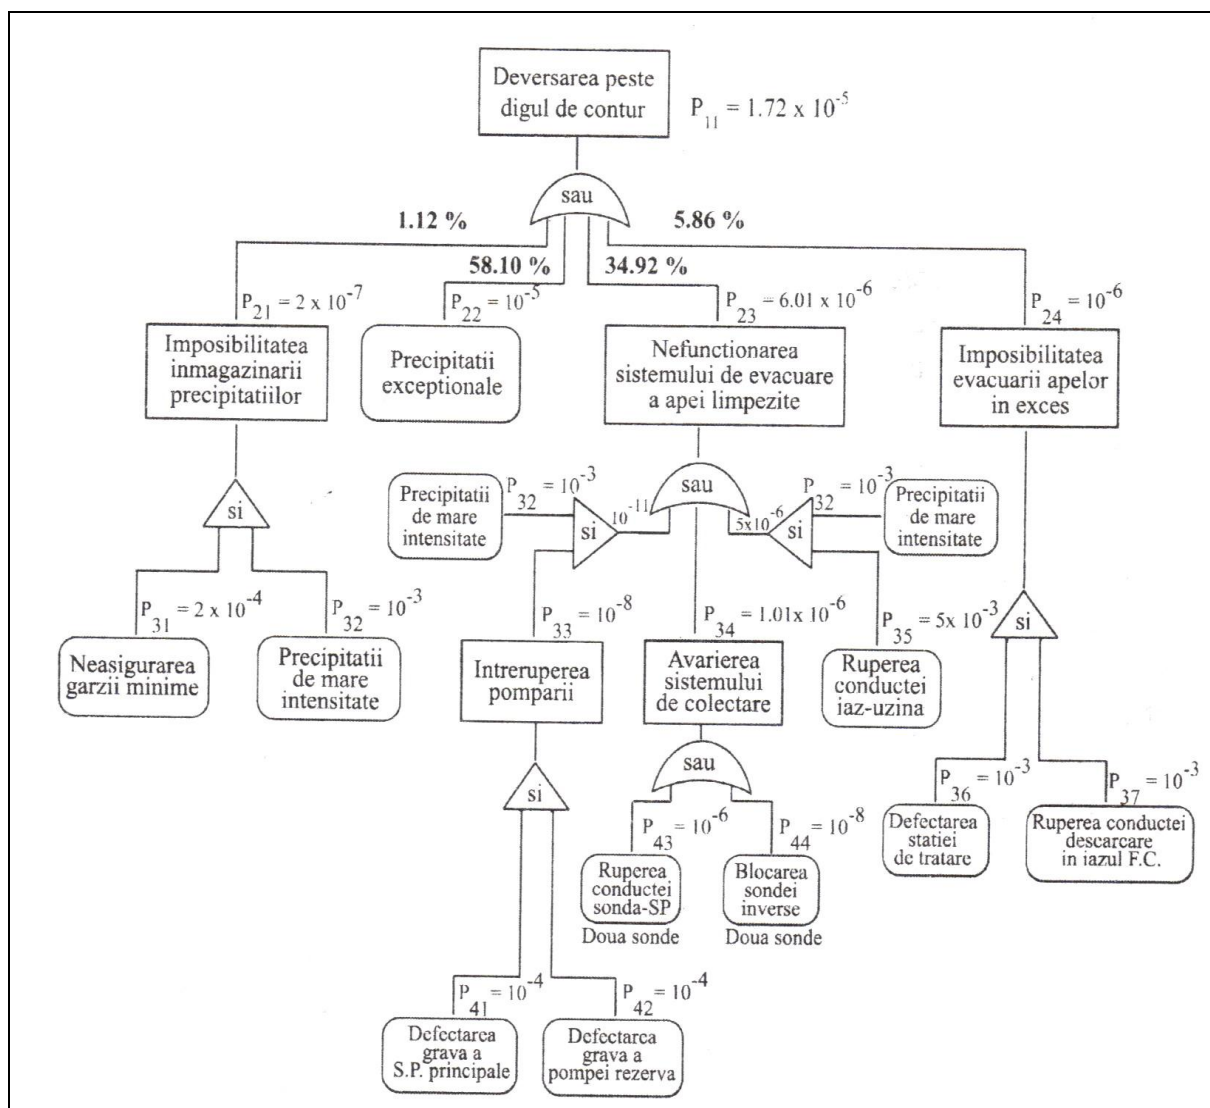 Deversarea peste
digul de contur
P11 = 1.72 x 10-5
sau
1.12 %
5.86 %
58.10 %
34.92 %
P21 = 2 x 10-7
P22 = 10-5
P23 = 6.01 x 10-6
P24 = 10-6
Imposibilitatea
inmagazinarii
precipitatiilor
Precipitatii
exceptionale
Nefunctionarea
sistemului de evacuare
a apei limpezite
Imposibilitatea
evacuarii apelor
in exces
Precipitatii
de mare
intensitate
P32 = 10-3
si
10-11
sau
5x10-6
si
P32 = 10-3
Precipitatii
de mare
intensitate
si
P31 = 2 x 10-4
P32 = 10-3
Neasigurarea
garzii minime
Precipitatii
de mare
intensitate
P33 = 10-8
P34 = 1.01x 10-6
P35 = 5x 10-3
si
Intreruperea
pomparii
Avarierea
sistemului
de colectare
Ruperea
conductei
iaz-uzina
si
sau
P36 = 10-3
P37 = 10-3
Defectarea
statiei
de tratare
Ruperea conductei
descarcare
in iazul F.C.
P43 = 10-6
P44 = 10-8
Ruperea
conductei
sonda-SP
Blocarea
sondei
inverse
Doua sonde
Doua sonde
P41 = 10-4
P42 = 10-4
Defectarea
grava a
S.P. principale
Defectarea
grava a
pompei rezerva